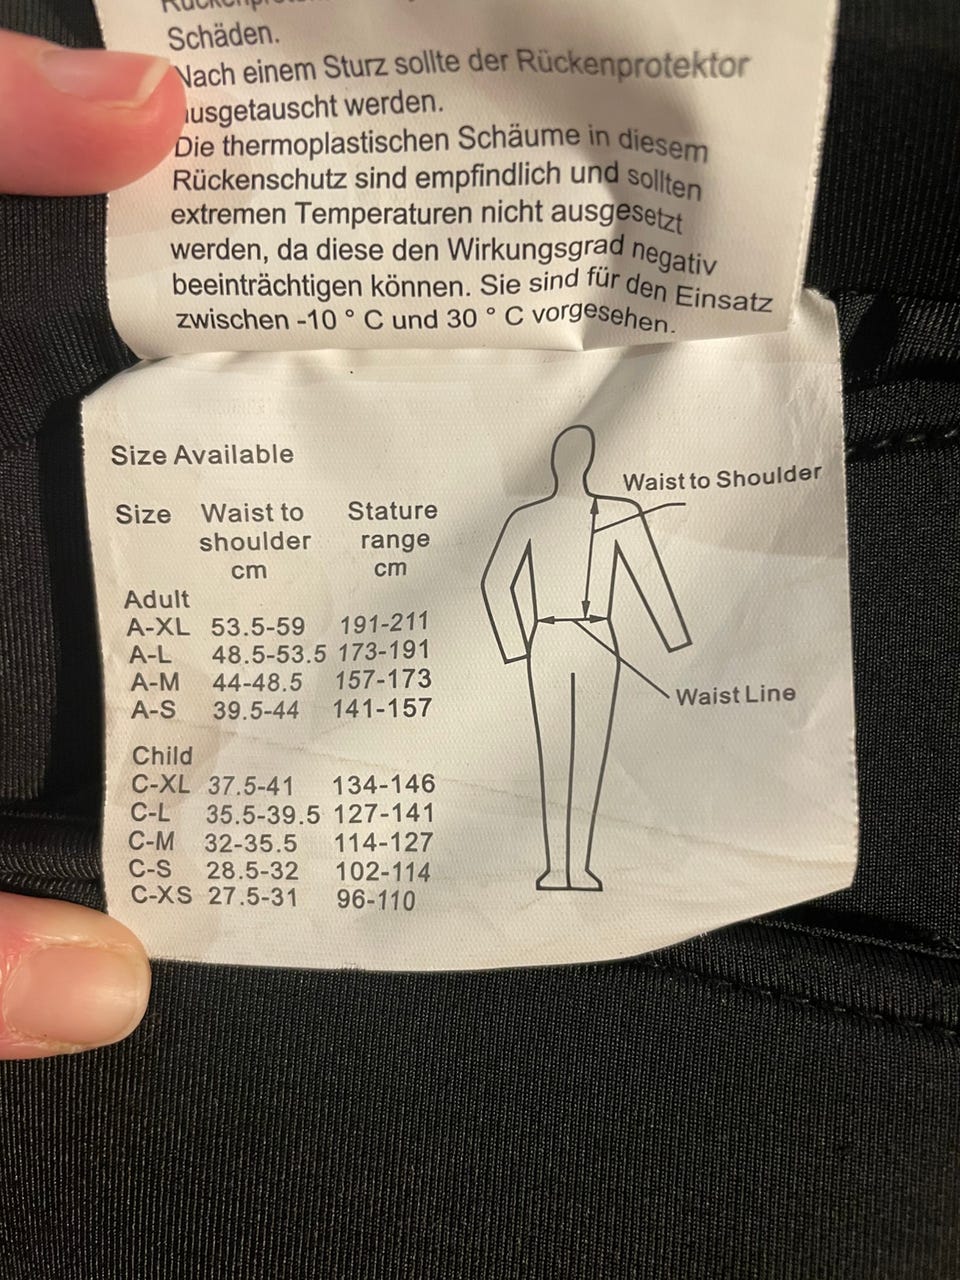 Schäden.
Nach einem Sturz sollte der Rückenprotektor
ausgetauscht werden.
Die thermoplastischen Schäume in diesem
Rückenschutz sind empfindlich und sollten
extremen Temperaturen nicht ausgesetzt
werden, da diese den Wirkungsgrad negativ
beeinträchtigen können. Sie sind für den Einsatz
zwischen -10 ° C und 30 ° C vorgesehen.
Size Available
Size Waist to shoulder cm Stature range cm
Adult
A-XL 53.5-59 191-211
A-L 48.5-53.5 173-191
A-M 44-48.5 157-173
A-S 39.5-44 141-157
Child
C-XL 37.5-41 134-146
C-L 35.5-39.5 127-141
C-M 32-35.5 114-127
C-S 28.5-32 102-114
C-XS 27.5-31 96-110
Waist to Shoulder
Waist Line